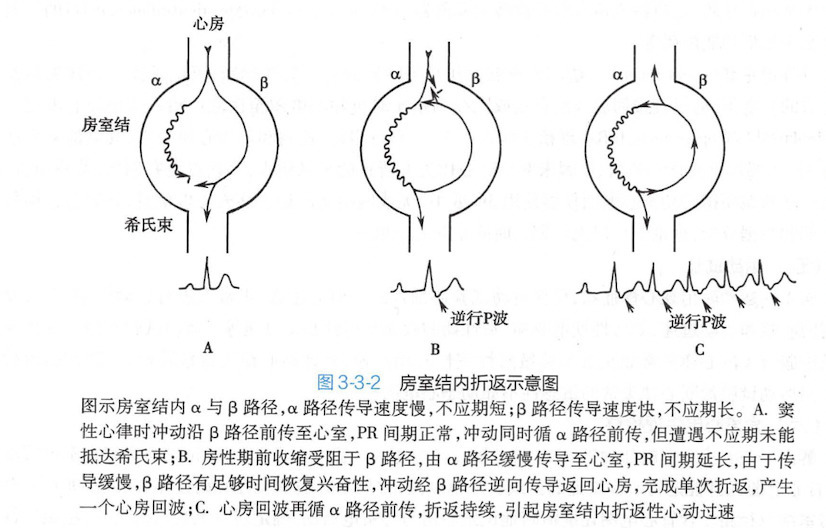 心房
α β
α β
α β
房室结
希氏束
逆行P波
逆行P波
A
B
C
图3-3-2 房室结内折返示意图
图示房室结内 α 与 β 路径,α 路径传导速度慢,不应期短;β 路径传导速度快,不应期长。A. 窦
性心律时冲动沿 β 路径前传至心室,PR 间期正常,冲动同时循 α 路径前传,但遭遇不应期未能
抵达希氏束;B. 房性期前收缩受阻于 β 路径,由 α 路径缓慢传导至心室,PR 间期延长,由于传
导缓慢,β 路径有足够时间恢复兴奋性,冲动经 β 路径逆向传导返回心房,完成单次折返,产生
一个心房回波;C. 心房回波再循 α 路径前传,折返持续,引起房室结内折返性心动过速